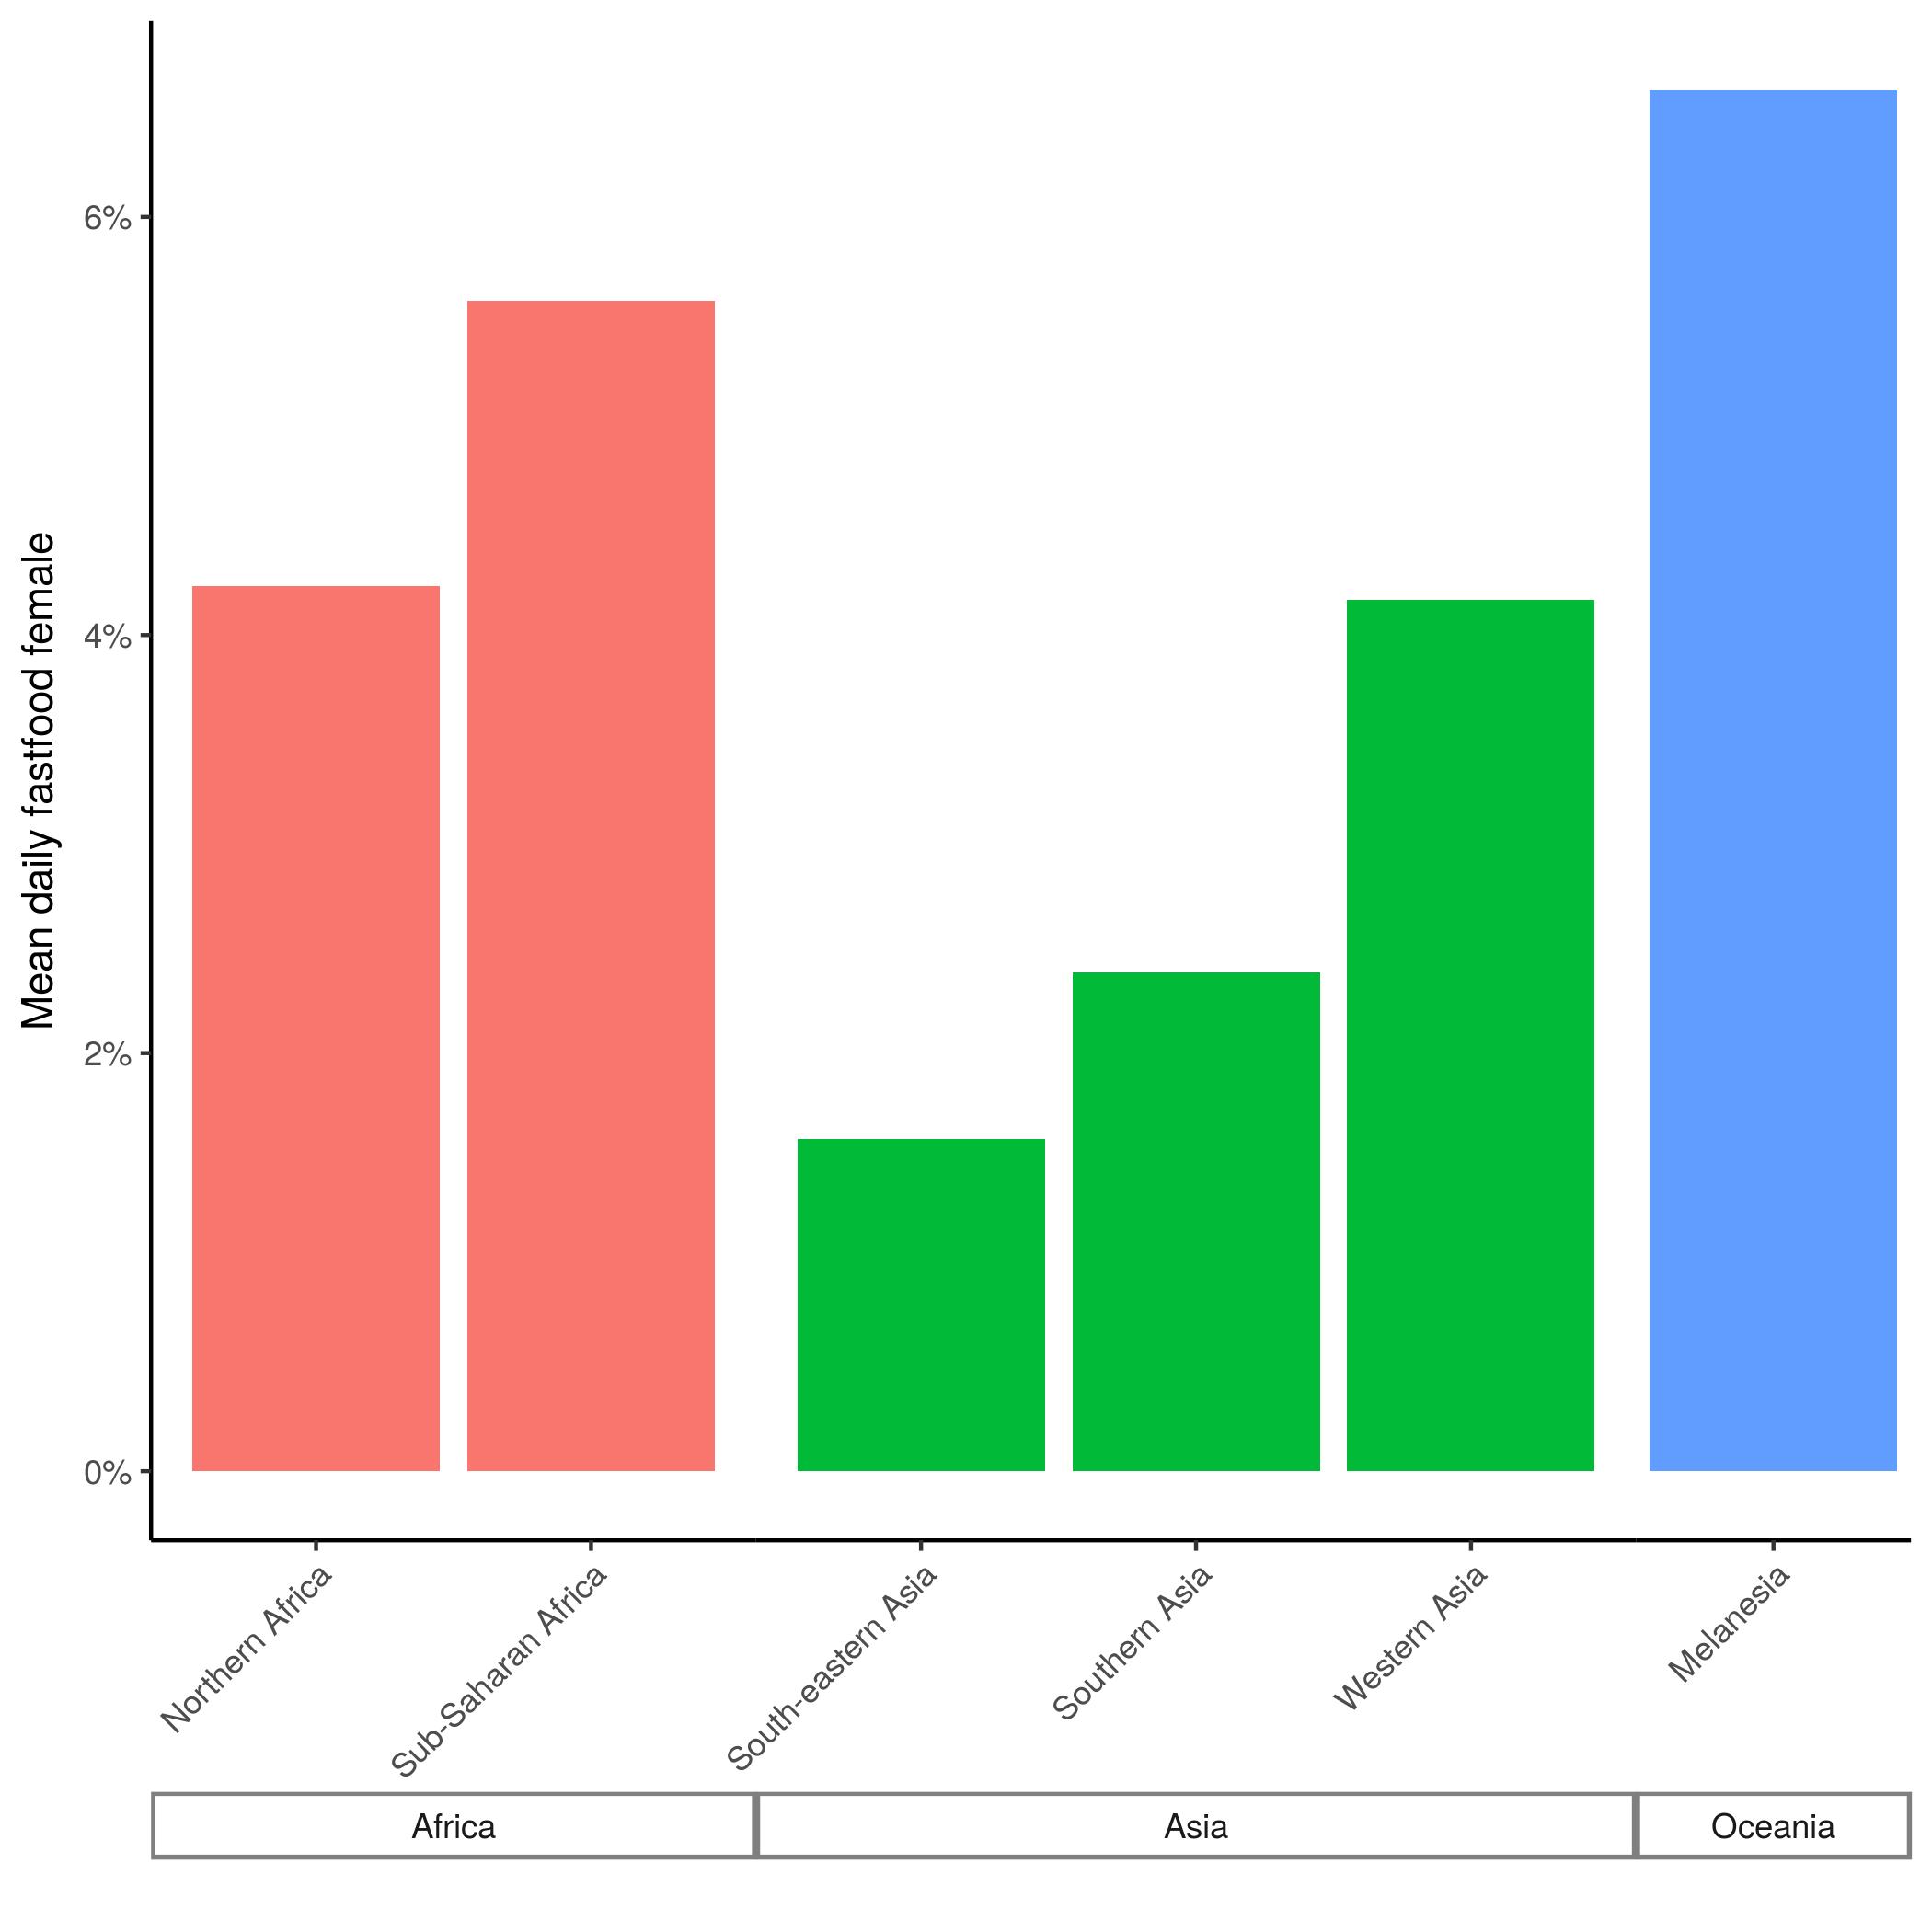 Mean daily fastfood female
6%
4%
2%
0%
Northern Africa
Sub-Saharan Africa
South-eastern Asia
Southern Asia
Western Asia
Melanesia
Africa
Asia
Oceania